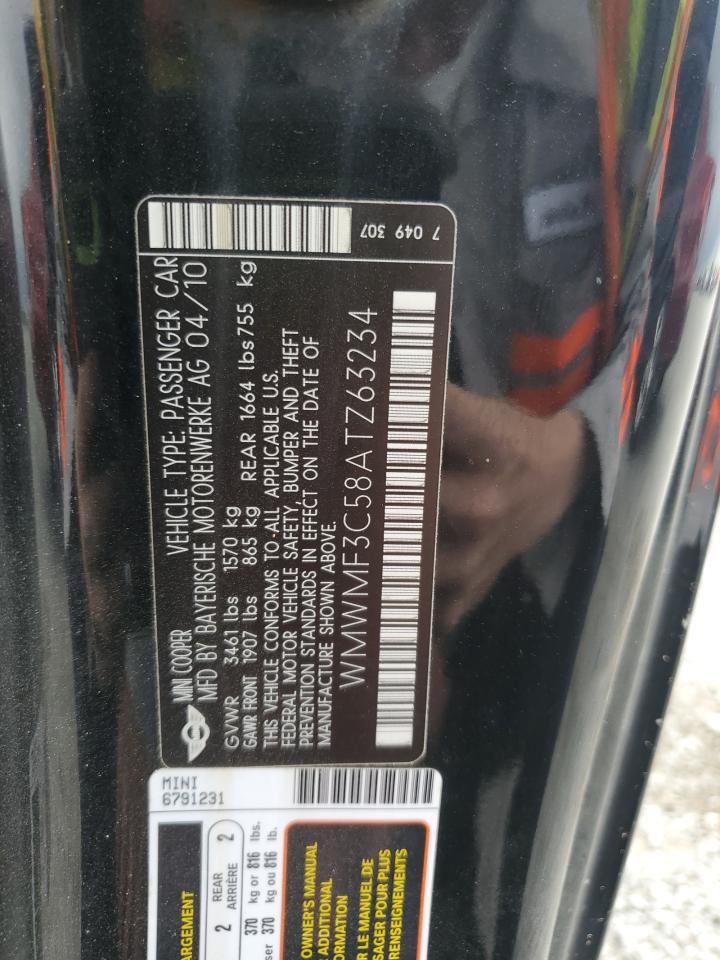 MINI COOPER VEHICLE TYPE: PASSENGER CAR
MFD BY BAYERISCHE MOTORENWERKE AG 04/10
GVWR 3461 lbs 1570 kg
GAWR FRONT 1907 lbs 865 kg REAR 1664 lbs 755 kg
THIS VEHICLE CONFORMS TO ALL APPLICABLE U.S.
FEDERAL MOTOR VEHICLE SAFETY, BUMPER AND THEFT
PREVENTION STANDARDS IN EFFECT ON THE DATE OF
MANUFACTURE SHOWN ABOVE.
WMWMF3C58ATZ63234
7 049 307
MINI
6791231
ARGEMENT
2 REAR 2
ARRIÈRE
370 kg or 816 lbs.
ser 370 kg ou 816 lb.
OWNER'S MANUAL
ADDITIONAL
ORMATION
R LE MANUEL DE
SAGER POUR PLUS
RENSEIGNEMENTS